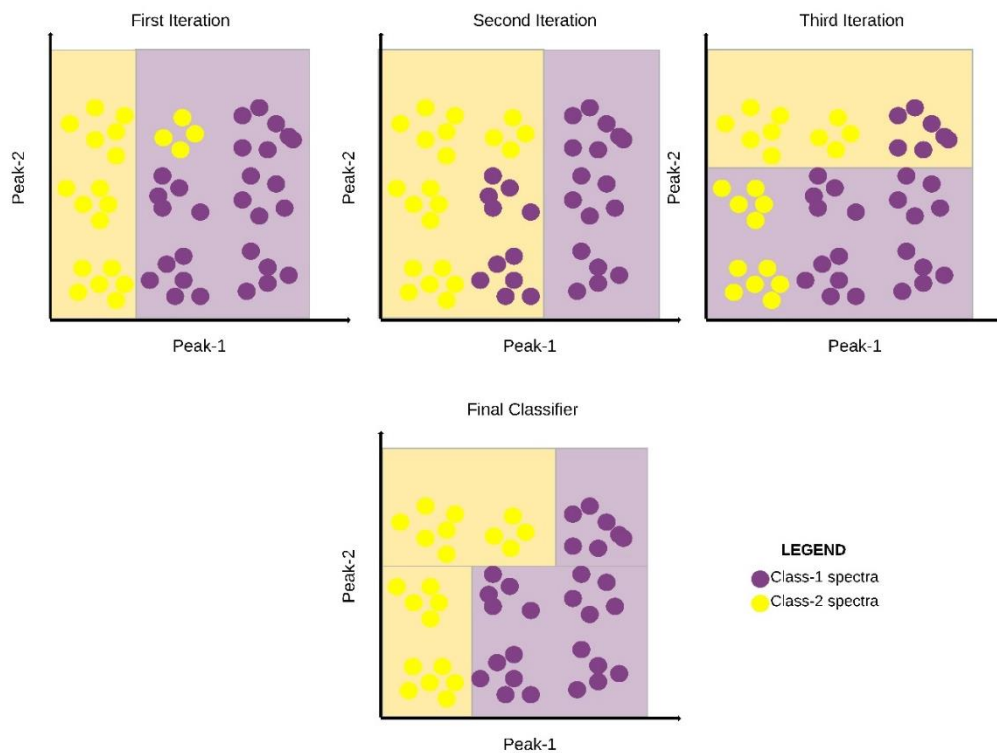 First Iteration
Second Iteration
Third Iteration
Peak-2
Peak-2
Peak-2
Peak-1
Peak-1
Peak-1
Final Classifier
Peak-2
Peak-1
LEGEND
Class-1 spectra
Class-2 spectra